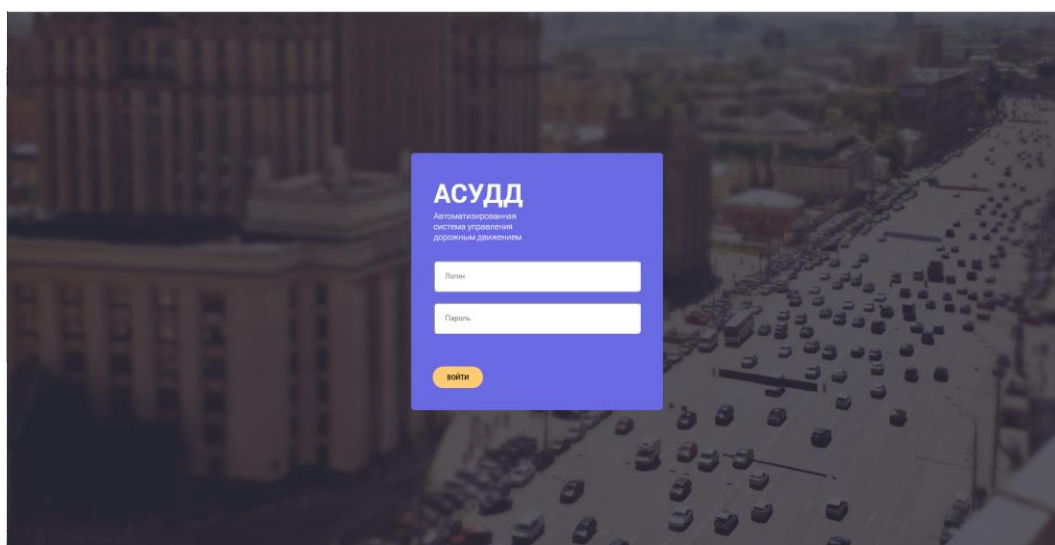 АСУДД
Автоматизированная
система управления
дорожным движением
Логин
Пароль
ВОЙТИ